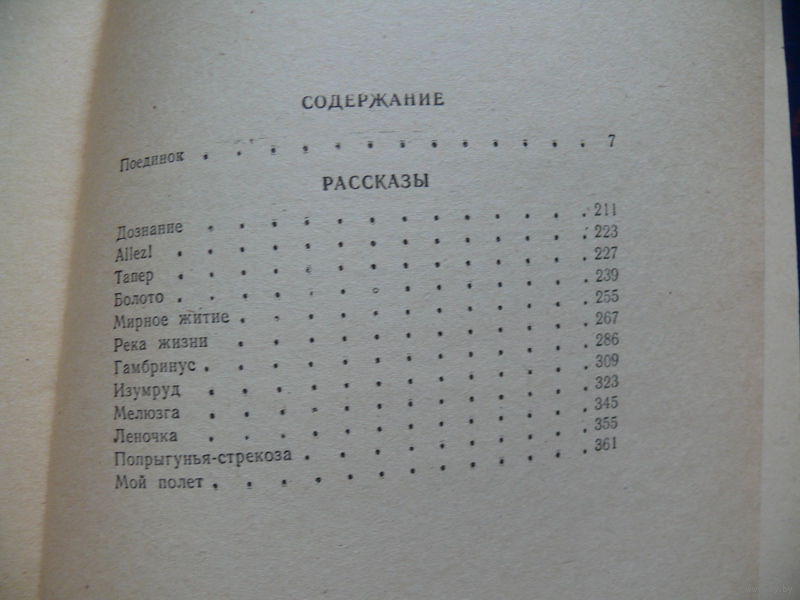 СОДЕРЖАНИЕ
Поединок . . . . . . . . . . . . . 7
РАССКАЗЫ
Дознание . . . . . . . . . . . . 211
Allez! . . . . . . . . . . . . . 223
Тапер . . . . . . . . . . . . . 227
Болото . . . . . . . . . . . . . 239
Мирное житие . . . . . . . . . . . 255
Река жизни . . . . . . . . . . . 267
Гамбринус . . . . . . . . . . . . 286
Изумруд . . . . . . . . . . . . 309
Мелюзга . . . . . . . . . . . . 323
Леночка . . . . . . . . . . . . 345
Попрыгунья-стрекоза . . . . . . . . . 355
Мой полет . . . . . . . . . . . . 361